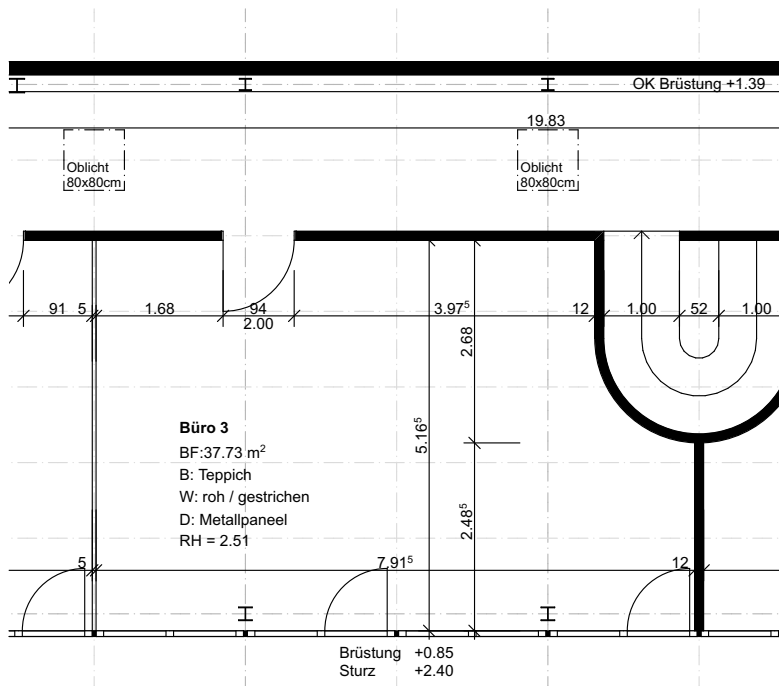 OK Brüstung +1.39
19.83
Oblicht
80x80cm
Oblicht
80x80cm
91 5 1.68 94 3.97⁵ 12 1.00 52 1.00
2.00
2.68
5.16⁵
Büro 3
BF:37.73 m²
B: Teppich
W: roh / gestrichen
D: Metallpaneel
RH = 2.51
2.48⁵
5 7.91⁵ 12
Brüstung +0.85
Sturz +2.40